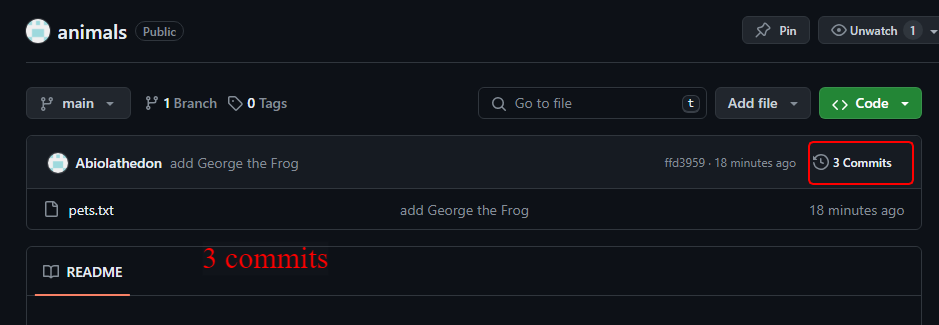 animals Public Pin Unwatch 1
main 1 Branch 0 Tags Go to file t Add file Code
Abiolathedon add George the Frog ffd3959 · 18 minutes ago 3 Commits
pets.txt add George the Frog 18 minutes ago
3 commits
README